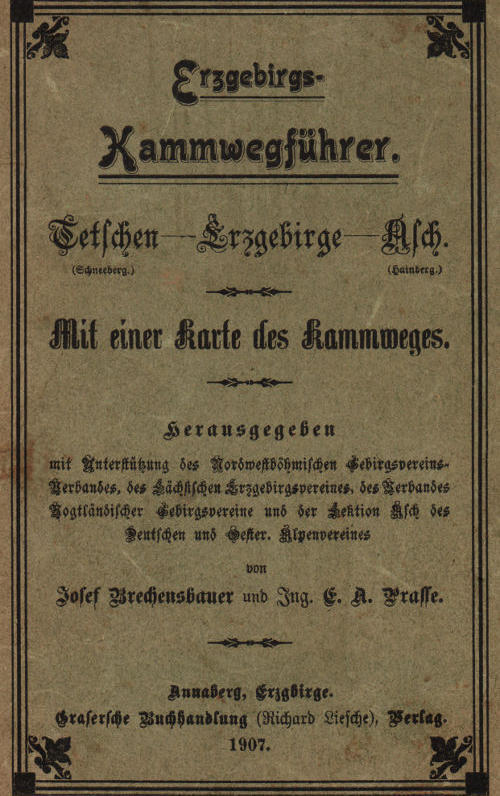 Erzgebirgs-
Kammwegführer.
Tetschen—Erzgebirge—Asch.
(Schneeberg.) (Hainberg.)
Mit einer Karte des Kammweges.
Herausgegeben
mit Unterstützung des Nordwestböhmischen Gebirgsvereins-
Verbandes, des Sächsischen Erzgebirgsvereines, des Verbandes
Vogtländischer Gebirgsvereine und der Sektion Asch des
Deutschen und Oester. Alpenvereines
von
Josef Brechensbauer und Ing. E. A. Prasse.
Annaberg, Erzgbirge.
Grasersche Buchhandlung (Richard Liesche), Verlag.
1907.